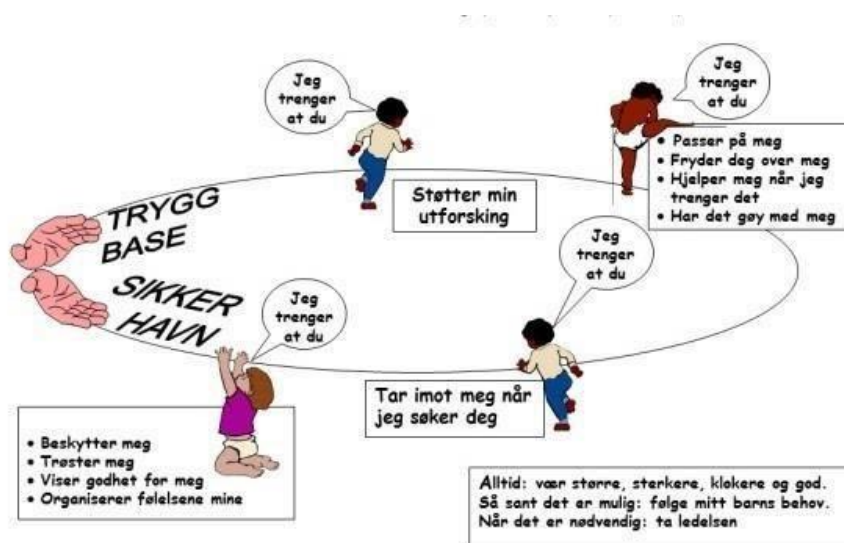 Jeg
trenger
at du
Jeg
trenger
at du
• Passer på meg
• Fryder deg over meg
• Hjelper meg når jeg
trenger det
• Har det gøy med meg
Støtter min
utforsking
TRYGG
BASE
Jeg
trenger
at du
SIKKER
HAVN
Jeg
trenger
at du
Tar imot meg når
jeg søker deg
• Beskytter meg
• Trøster meg
• Viser godhet for meg
• Organiserer følelsene mine
Alltid: vær større, sterkere, klokere og god.
Så sant det er mulig: følge mitt barns behov.
Når det er nødvendig: ta ledelsen